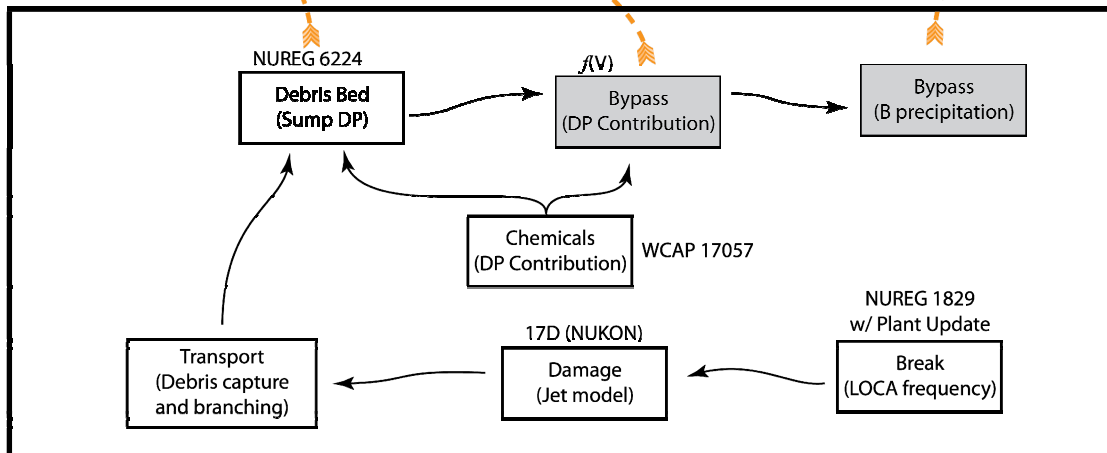 NUREG 6224
Debris Bed
(Sump DP)
f(V)
Bypass
(DP Contribution)
Bypass
(B precipitation)
Chemicals
(DP Contribution)
WCAP 17057
Transport
(Debris capture
and branching)
17D (NUKON)
Damage
(Jet model)
NUREG 1829
w/ Plant Update
Break
(LOCA frequency)